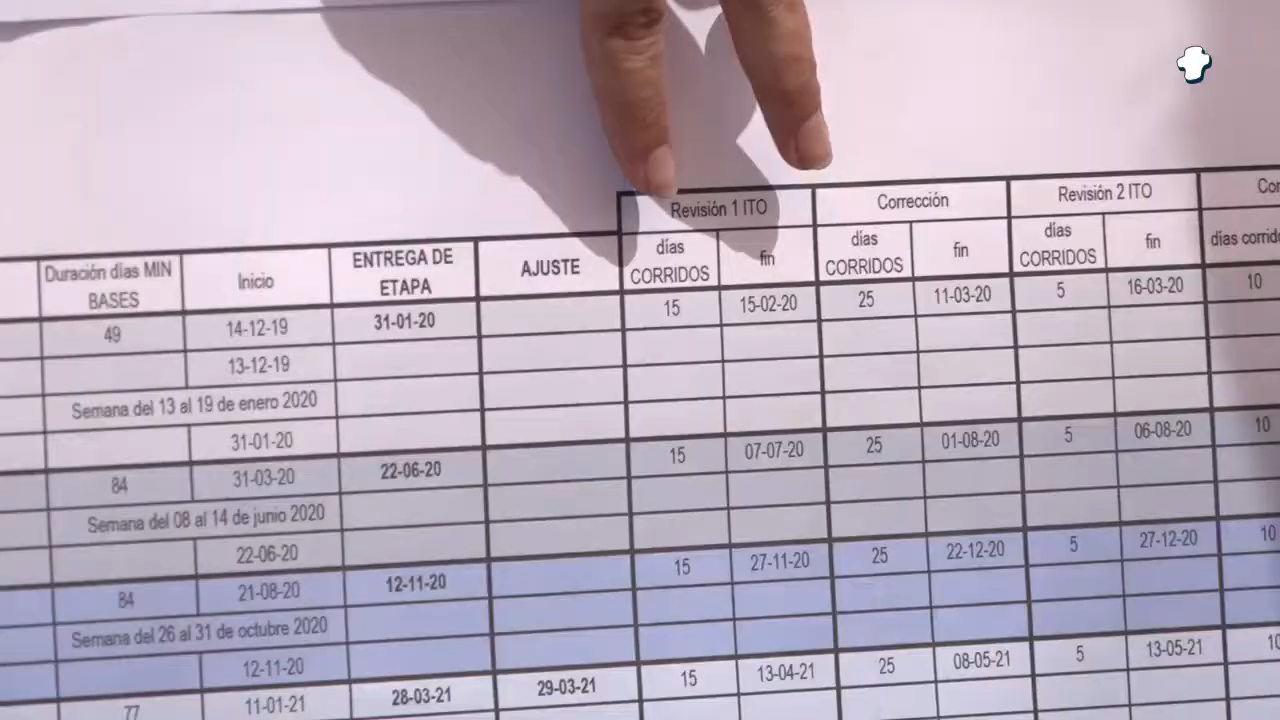 Revisión 1 ITO Corrección Revisión 2 ITO
Duración días MIN BASES Inicio ENTREGA DE ETAPA AJUSTE días CORRIDOS fin días CORRIDOS fin días CORRIDOS fin días
49 14-12-19 31-01-20 15 15-02-20 25 11-03-20 5 16-03-20 10
13-12-19
Semana del 13 al 19 de enero 2020
31-01-20
84 31-03-20 22-06-20 15 07-07-20 25 01-08-20 5 06-08-20 10
Semana del 08 al 14 de junio 2020
22-06-20
84 21-08-20 12-11-20 15 27-11-20 25 22-12-20 5 27-12-20 10
Semana del 26 al 31 de octubre 2020
12-11-20
77 11-01-21 28-03-21 29-03-21 15 13-04-21 25 08-05-21 5 13-05-21